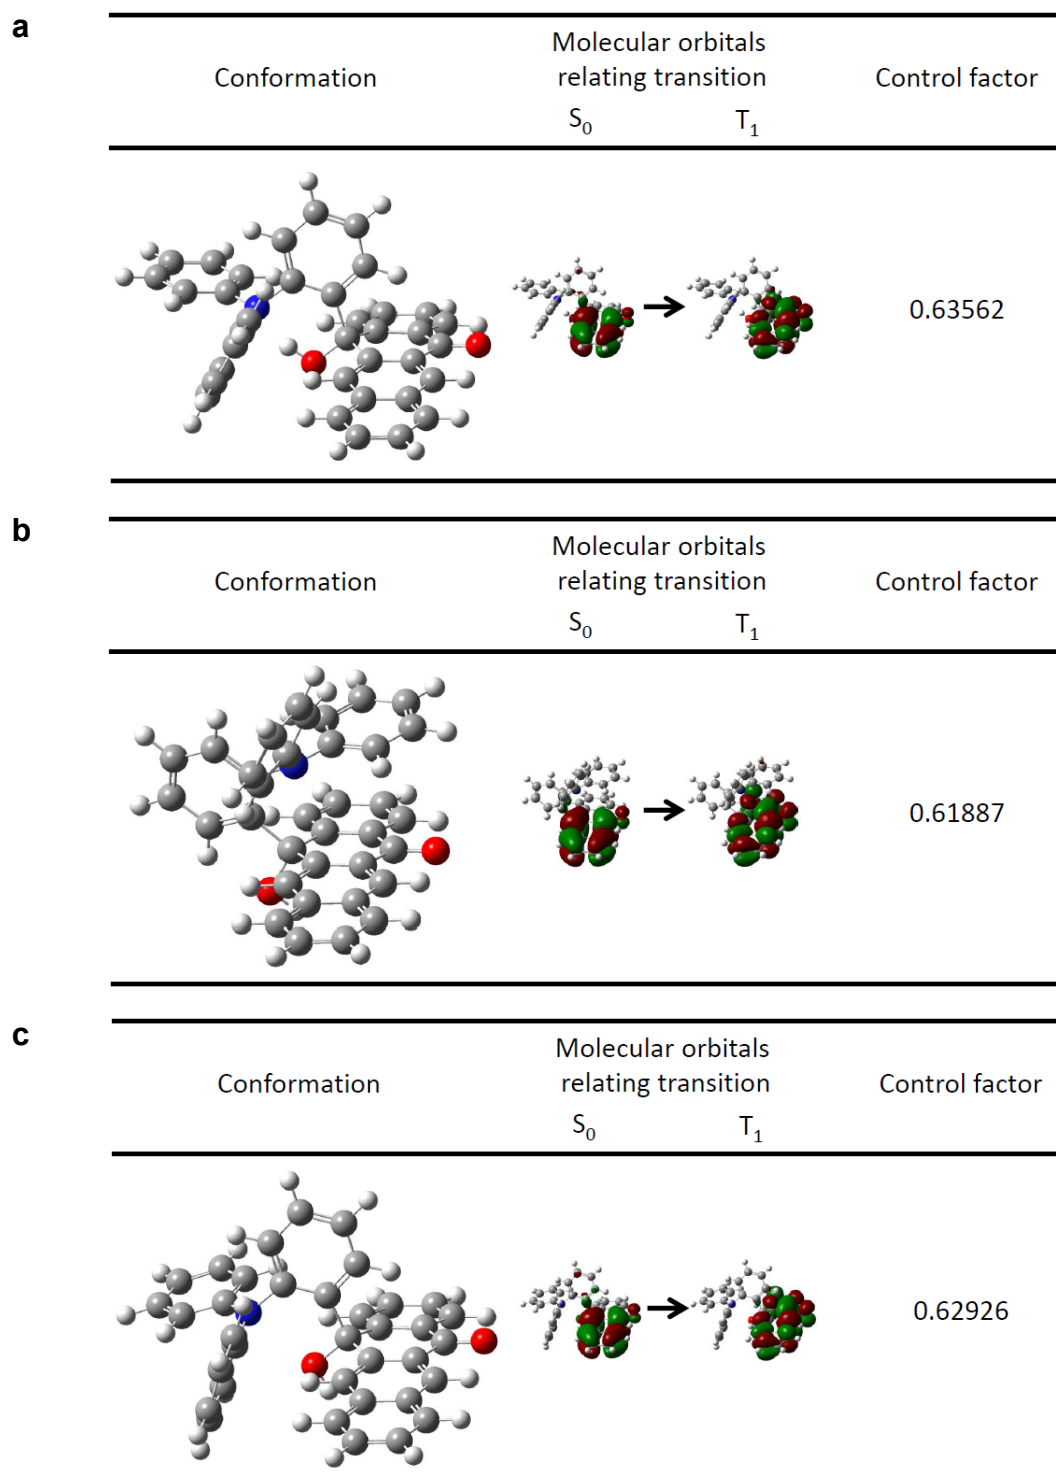 a
Molecular orbitals
Conformation relating transition Control factor
S0 T1
0.63562
b
Molecular orbitals
Conformation relating transition Control factor
S0 T1
0.61887
c
Molecular orbitals
Conformation relating transition Control factor
S0 T1
0.62926